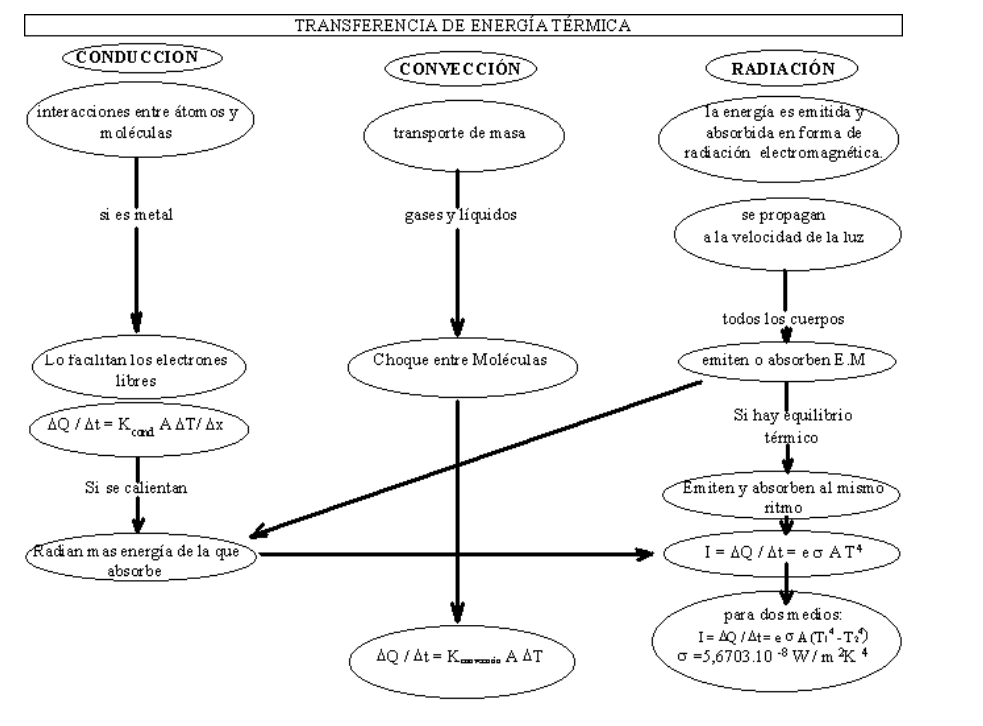 TRANSFERENCIA DE ENERGÍA TÉRMICA
CONDUCCION
interacciones entre átomos y
moléculas
si es metal
Lo facilitan los electrones
libres
ΔQ / Δt = K cond A ΔT/ Δx
Si se calientan
Radian mas energía de la que
absorbe
CONVECCIÓN
transporte de masa
gases y líquidos
Choque entre Moléculas
ΔQ / Δt = K convección A ΔT
RADIACIÓN
la energía es emitida y
absorbida en forma de
radiación electromagnética.
se propagan
a la velocidad de la luz
todos los cuerpos
emiten o absorben E.M
Si hay equilibrio
térmico
Emiten y absorben al mismo
ritmo
I = ΔQ / Δt = e σ A T⁴
para dos medios:
I = ΔQ / Δt = e σ A (T₁⁴ - T₂⁴)
σ =5,6703.10 ⁻⁸ W / m ²K ⁴